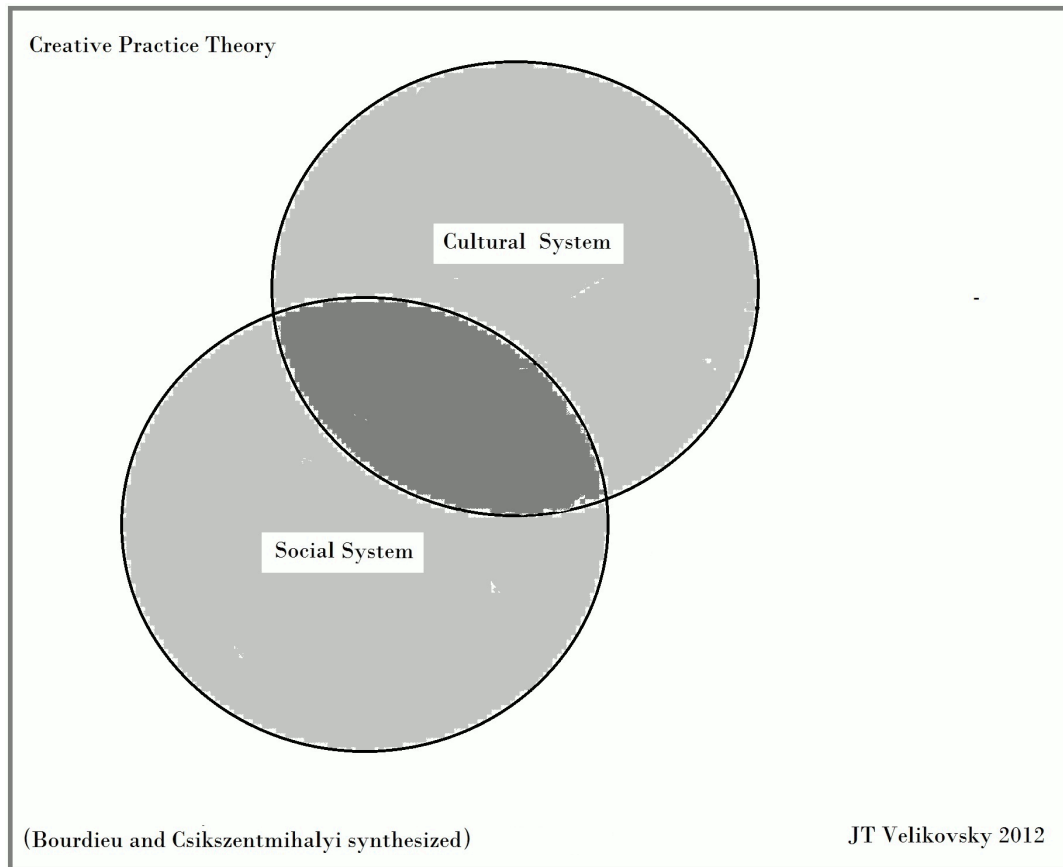 Creative Practice Theory
Cultural System
Social System
(Bourdieu and Csikszentmihalyi synthesized)
JT Velikovsky 2012